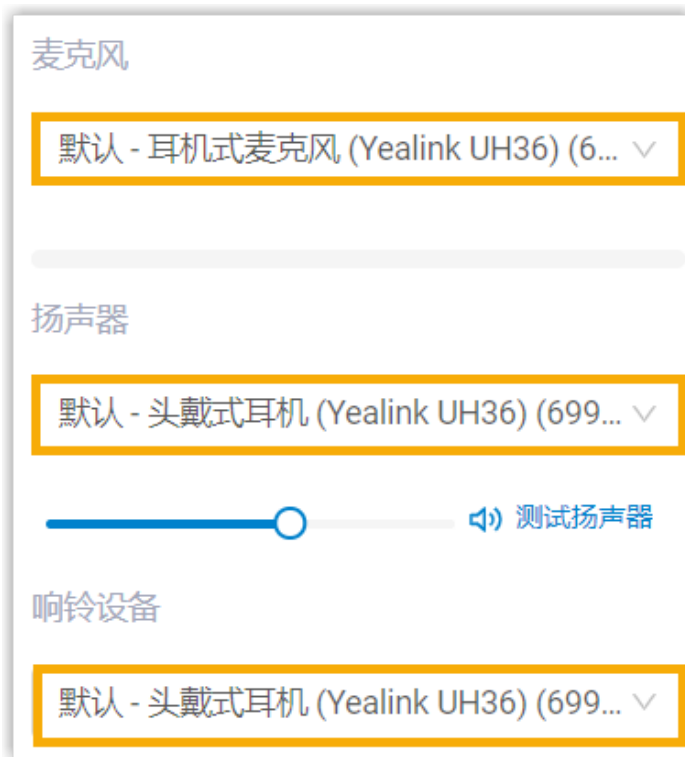 麦克风
默认 - 耳机式麦克风 (Yealink UH36) (6...
扬声器
默认 - 头戴式耳机 (Yealink UH36) (699...
测试扬声器
响铃设备
默认 - 头戴式耳机 (Yealink UH36) (699...